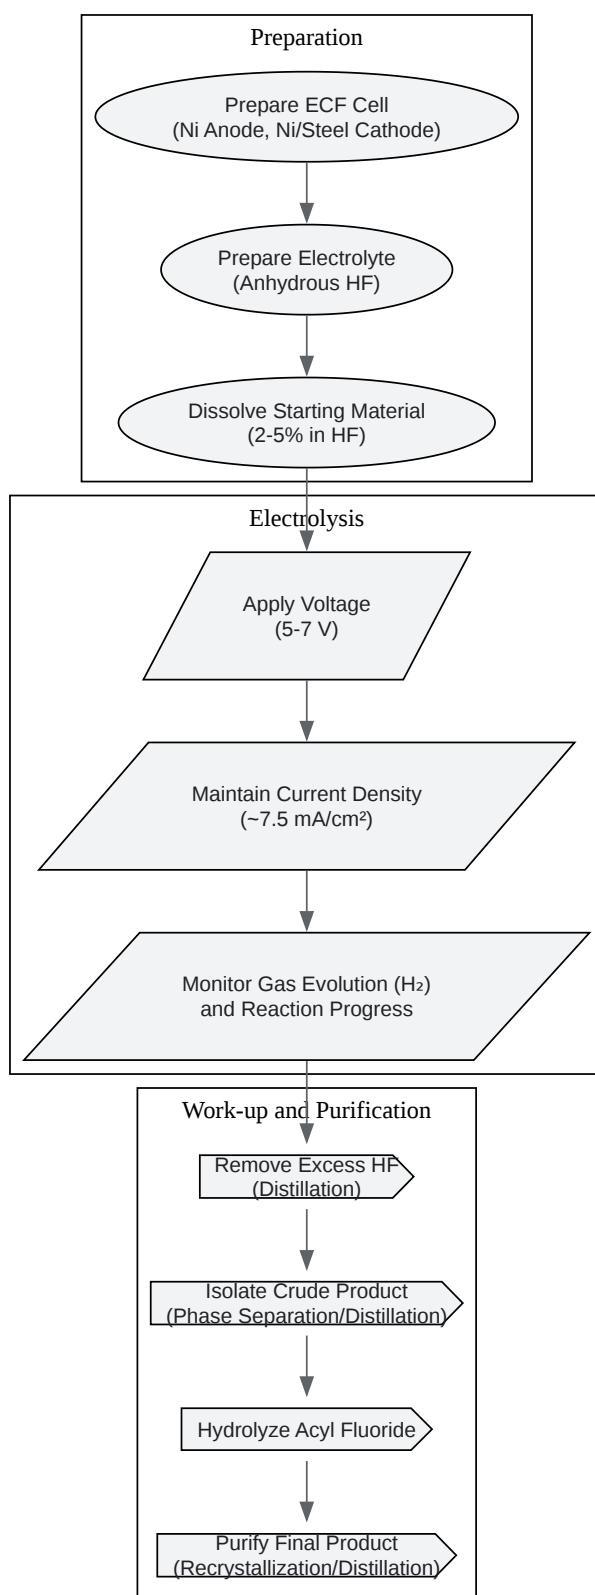 Preparation
Prepare ECF Cell
(Ni Anode, Ni/Steel Cathode)
Prepare Electrolyte
(Anhydrous HF)
Dissolve Starting Material
(2-5% in HF)
Electrolysis
Apply Voltage
(5-7 V)
Maintain Current Density
(~7.5 mA/cm²)
Monitor Gas Evolution (H₂)
and Reaction Progress
Work-up and Purification
Remove Excess HF
(Distillation)
Isolate Crude Product
(Phase Separation/Distillation)
Hydrolyze Acyl Fluoride
Purify Final Product
(Recrystallization/Distillation)